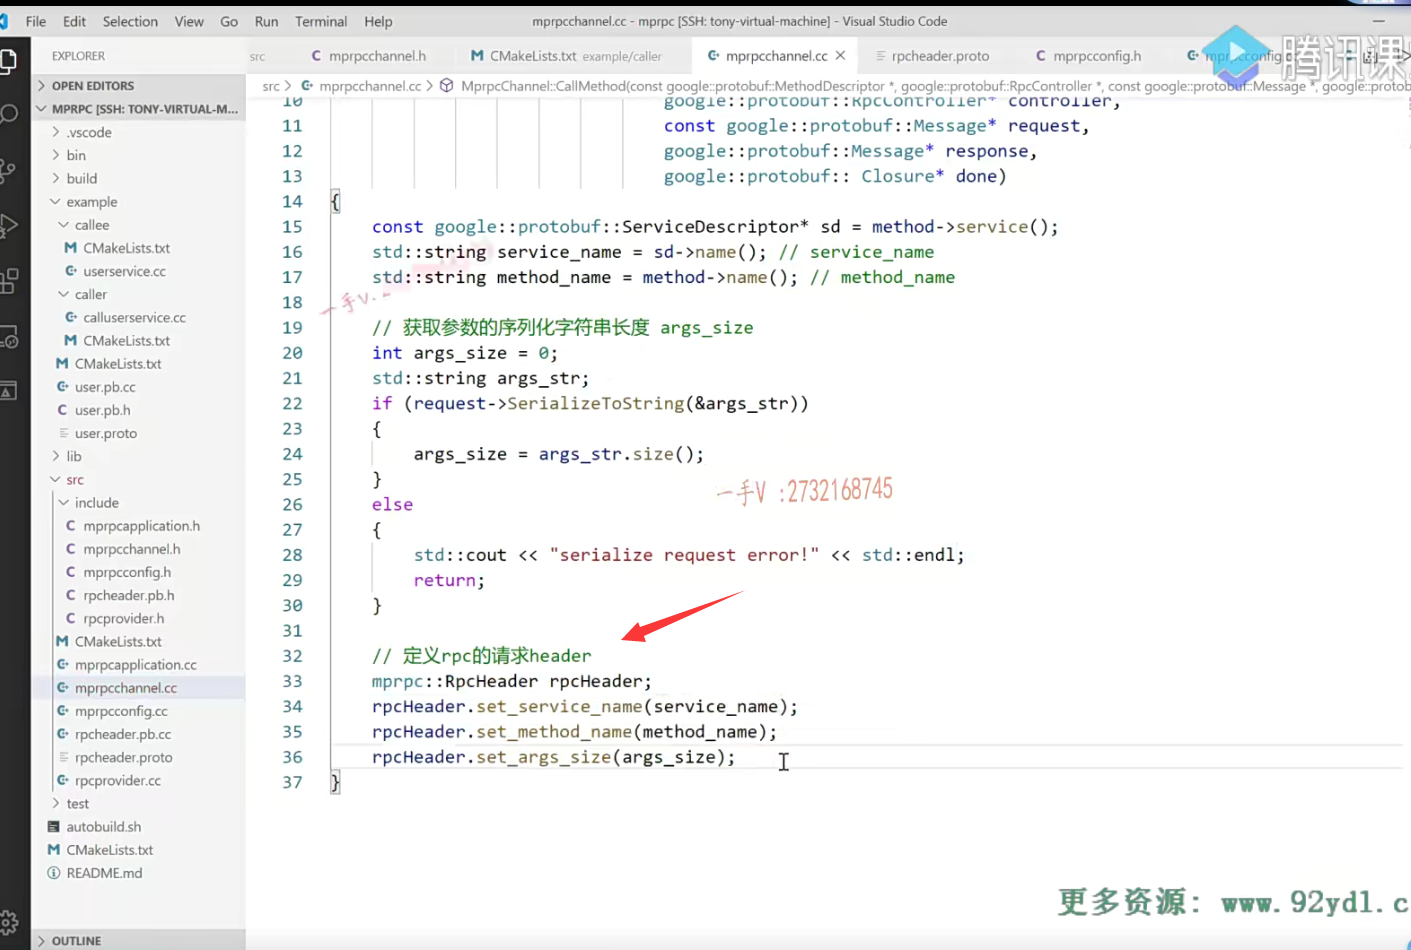 File Edit Selection View Go Run Terminal Help mprpcchannel.cc - mprpc [SSH: tony-virtual-machine] - Visual Studio Code
EXPLORER
src mprpcchannel.h CMakeLists.txt example/caller mprpcchannel.cc rpcheader.proto mprpcconfig.h mprpcconfig.c
腾讯课
OPEN EDITORS
src > mprpcchannel.cc > MprpcChannel::CallMethod(const google::protobuf::MethodDescriptor *, google::protobuf::RpcController *, const google::protobuf::Message *, google::protobu
MPRPC [SSH: TONY-VIRTUAL-M...
.vscode
bin
build
example
callee
CMakeLists.txt
userservice.cc
caller
calluserservice.cc
CMakeLists.txt
CMakeLists.txt
user.pb.cc
user.pb.h
user.proto
lib
src
include
mprpcapplication.h
mprpcchannel.h
mprpcconfig.h
rpcheader.pb.h
rpcprovider.h
CMakeLists.txt
mprpcapplication.cc
mprpcchannel.cc
mprpcconfig.cc
rpcheader.pb.cc
rpcheader.proto
rpcprovider.cc
test
autobuild.sh
CMakeLists.txt
README.md
OUTLINE
10 google::protobuf::RpcController* controller,
11 const google::protobuf::Message* request,
12 google::protobuf::Message* response,
13 google::protobuf:: Closure* done)
14 {
15 const google::protobuf::ServiceDescriptor* sd = method->service();
16 std::string service_name = sd->name(); // service_name
17 std::string method_name = method->name(); // method_name
18
一手V.
19 // 获取参数的序列化字符串长度 args_size
20 int args_size = 0;
21 std::string args_str;
22 if (request->SerializeToString(&args_str))
23 {
24 args_size = args_str.size();
25 }
一手V :2732168745
26 else
27 {
28 std::cout << "serialize request error!" << std::endl;
29 return;
30 }
31
32 // 定义rpc的请求header
33 mprpc::RpcHeader rpcHeader;
34 rpcHeader.set_service_name(service_name);
35 rpcHeader.set_method_name(method_name);
36 rpcHeader.set_args_size(args_size);
37 }
更多资源: www.92ydl.c